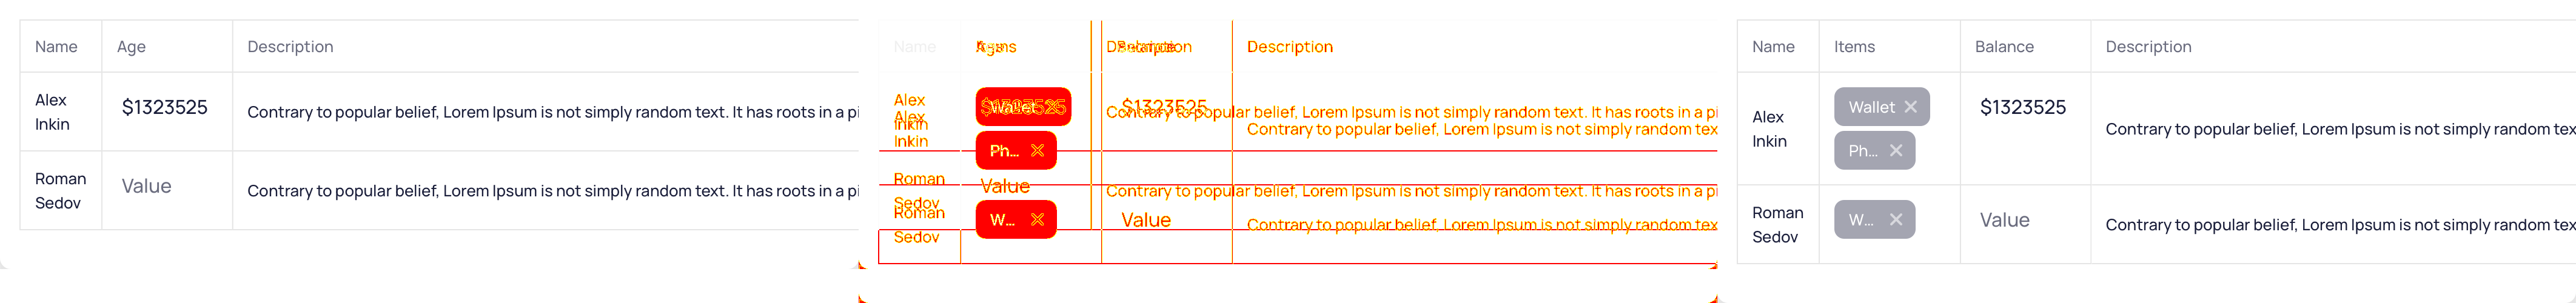 Name Age Description
Alex
Inkin
$1323525
Contrary to popular belief, Lorem Ipsum is not simply random text. It has roots in a pi
Roman
Sedov
Value
Contrary to popular belief, Lorem Ipsum is not simply random text. It has roots in a pi
Name Description
Alex
Alex
Inkin
Inkin
Wallet
$1323525
Contrary to popular belief, Lorem Ipsum is not simply random text. It has roots in a pi
Contrary to popular belief, Lorem Ipsum is not simply random tex
Ph...
Roman
Sedov
Value
Contrary to popular belief, Lorem Ipsum is not simply random text. It has roots in a pi
Roman
Sedov
W...
Value
Contrary to popular belief, Lorem Ipsum is not simply random tex
Name Items Balance Description
Alex
Inkin
Wallet
Ph...
$1323525
Contrary to popular belief, Lorem Ipsum is not simply random tex
Roman
Sedov
W...
Value
Contrary to popular belief, Lorem Ipsum is not simply random tex